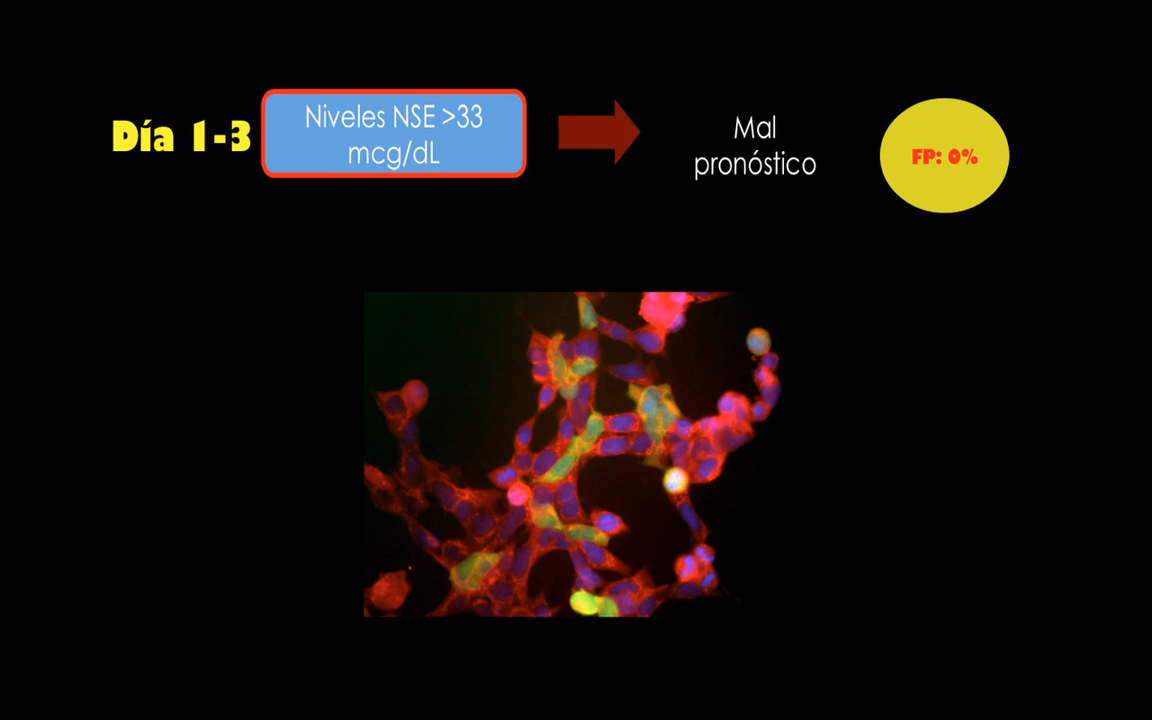 Día 1-3
Niveles NSE >33
mcg/dL
Mal
pronóstico
FP: 0%